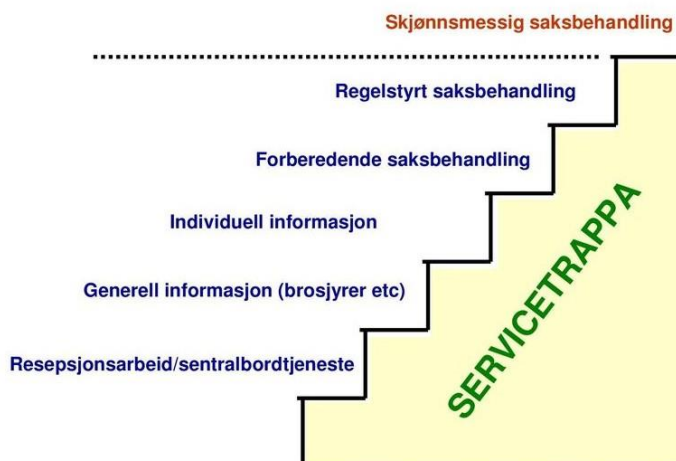 Skjønnsmessig saksbehandling
Regelstyrt saksbehandling
Forberedende saksbehandling
Individuell informasjon
Generell informasjon (brosjyrer etc)
Resepsjonsarbeid/sentralbordtjeneste
SERVICETRAPPA